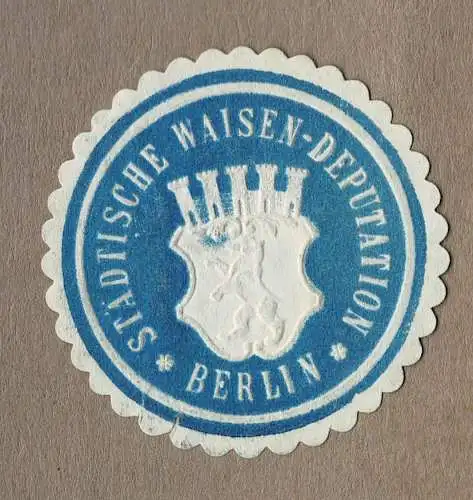 STÄDTISCHE WAISEN-DEPUTATION
* BERLIN *